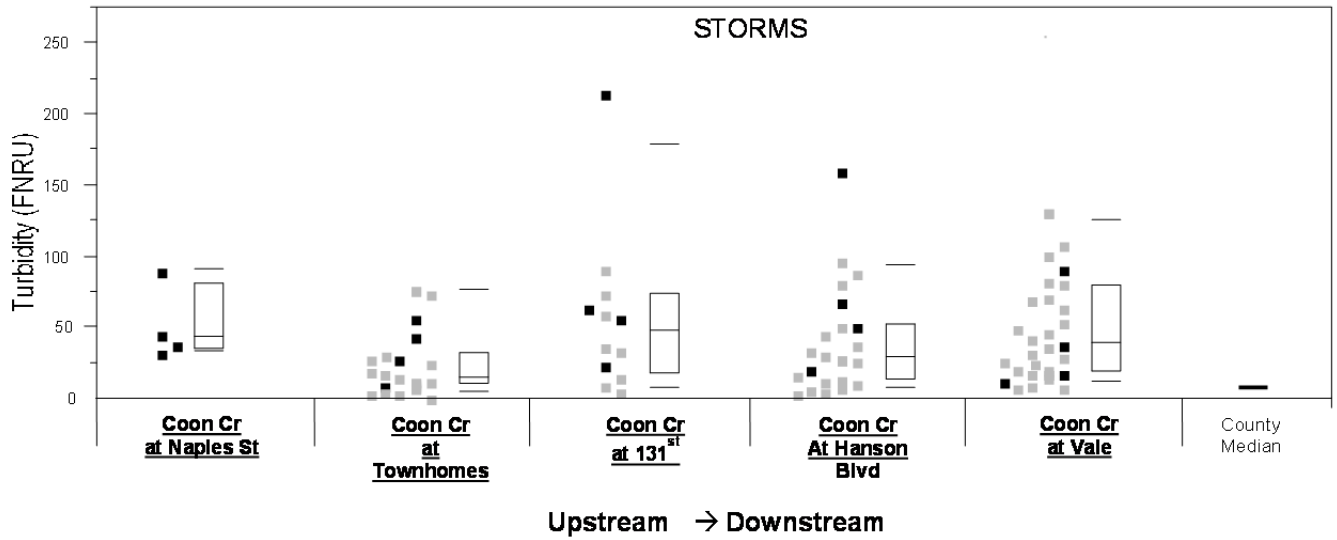 STORMS
Turbidity (FNRU)
250
200
150
100
50
0
Coon Cr
at Naples St
Coon Cr
at
Townhomes
Coon Cr
at 131st
Coon Cr
At Hanson
Blvd
Coon Cr
at Vale
County
Median
Upstream → Downstream